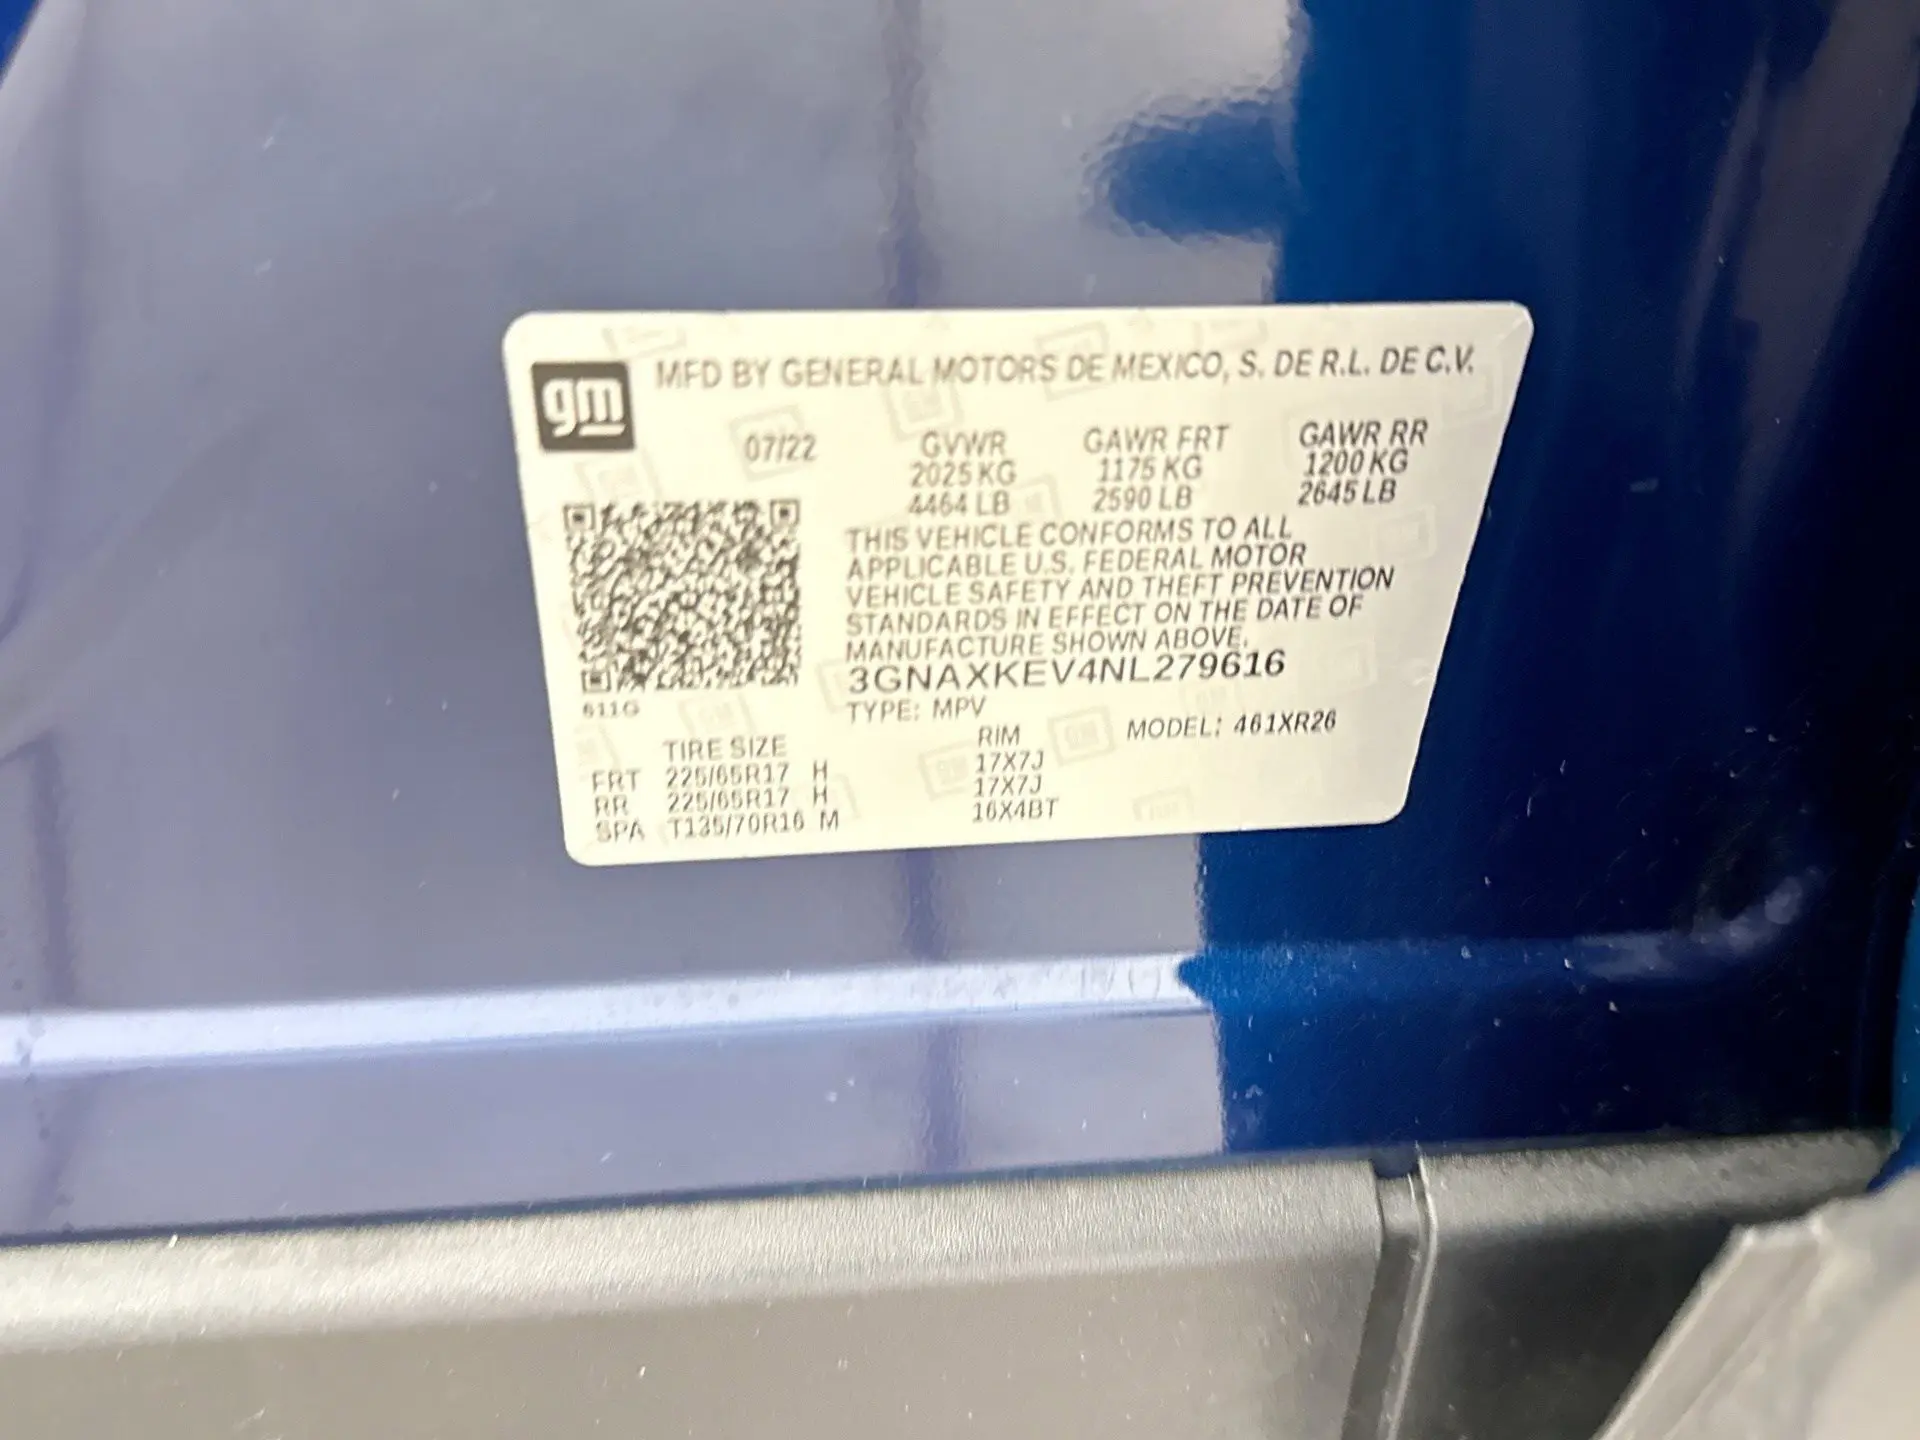 gm
MFD BY GENERAL MOTORS DE MEXICO, S. DE R.L. DE C.V.
07/22 GVWR GAWR FRT GAWR RR
2025 KG 1175 KG 1200 KG
4464 LB 2590 LB 2645 LB
THIS VEHICLE CONFORMS TO ALL
APPLICABLE U.S. FEDERAL MOTOR
VEHICLE SAFETY AND THEFT PREVENTION
STANDARDS IN EFFECT ON THE DATE OF
MANUFACTURE SHOWN ABOVE.
3GNAXKEV4NL279616
611G
TYPE: MPV
MODEL: 461XR26
TIRE SIZE RIM
FRT 225/65R17 H 17X7J
RR 225/65R17 H 17X7J
SPA T135/70R16 M 16X4BT